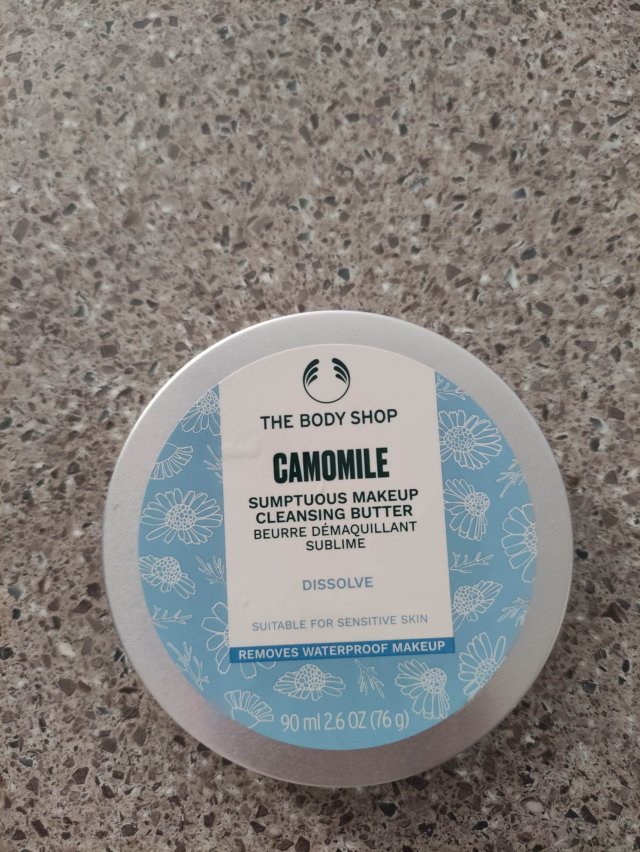 THE BODY SHOP
CAMOMILE
SUMPTUOUS MAKEUP
CLEANSING BUTTER
BEURRE DÉMAQUILLANT
SUBLIME
DISSOLVE
SUITABLE FOR SENSITIVE SKIN
REMOVES WATERPROOF MAKEUP
90 ml 2.6 OZ (76 g)